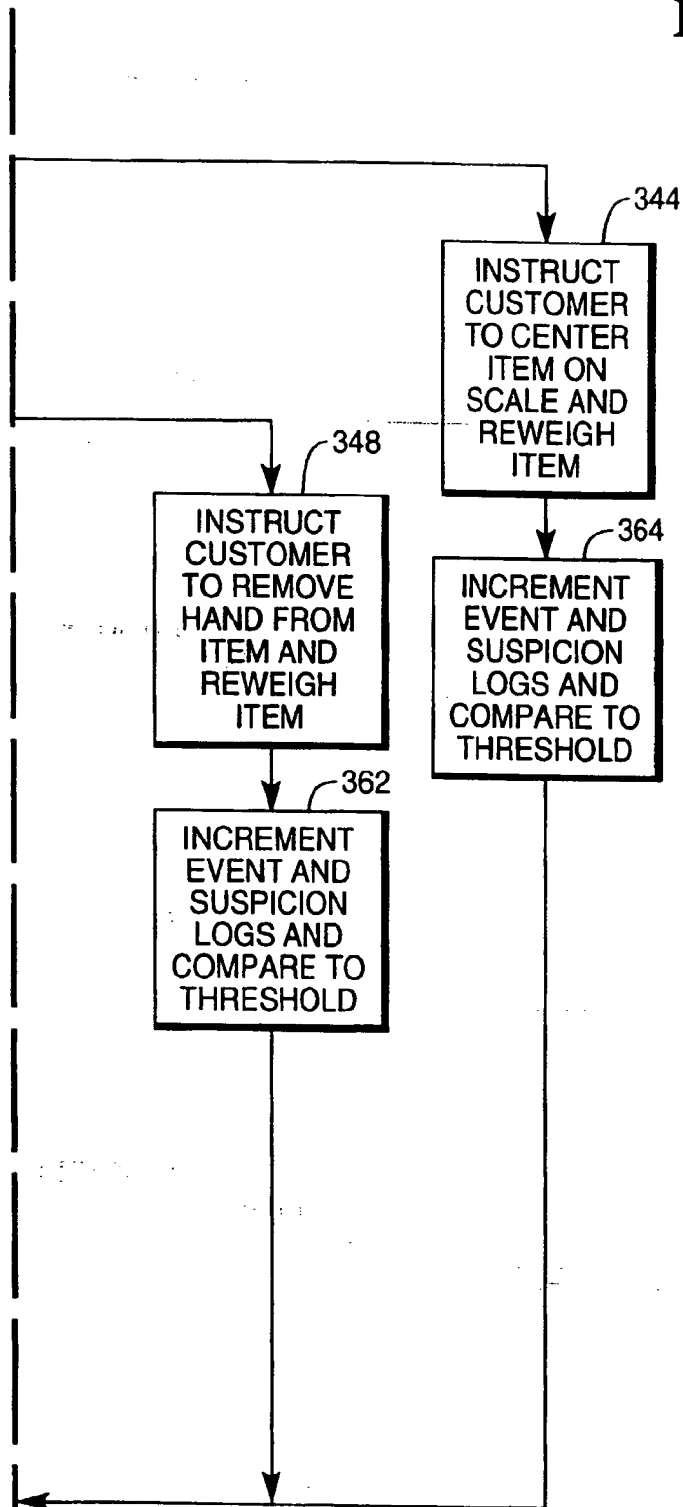 344
INSTRUCT
CUSTOMER
TO CENTER
ITEM ON
SCALE AND
REWEIGH
ITEM
348
INSTRUCT
CUSTOMER
TO REMOVE
HAND FROM
ITEM AND
REWEIGH
ITEM
364
INCREMENT
EVENT AND
SUSPICION
LOGS AND
COMPARE TO
THRESHOLD
362
INCREMENT
EVENT AND
SUSPICION
LOGS AND
COMPARE TO
THRESHOLD